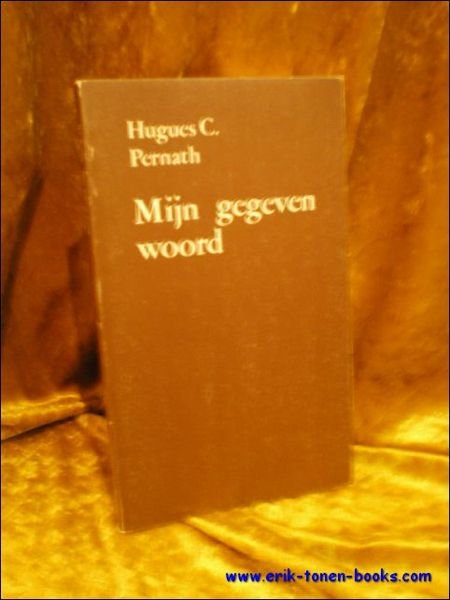 Hugues C.
Pernath
Mijn gegeven
woord
www.erik-tonen-books.com